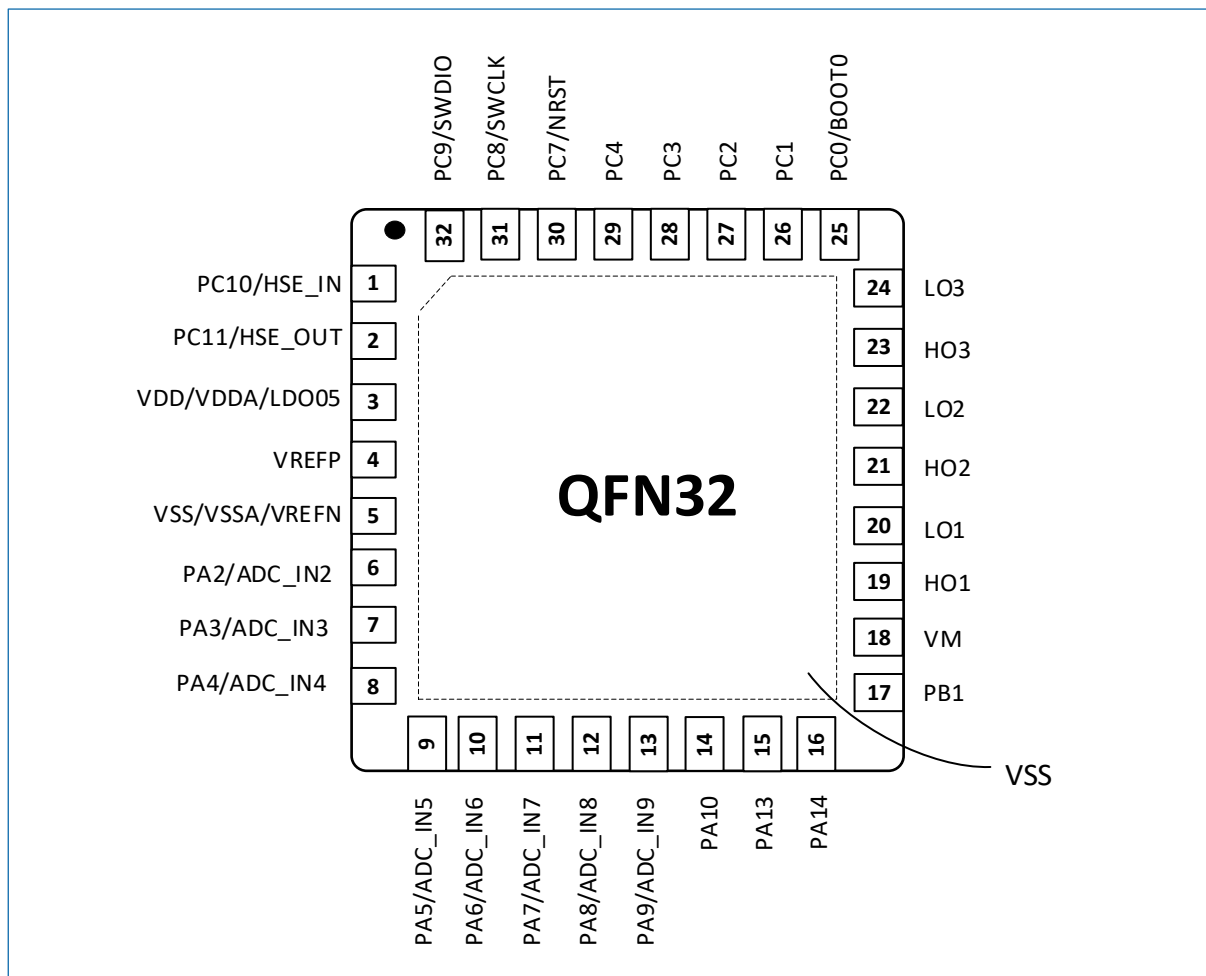 PC9/SWDIO
PC8/SWCLK
PC7/NRST
PC4
PC3
PC2
PC1
PC0/BOOT0
32
31
30
29
28
27
26
25
PC10/HSE_IN 1
PC11/HSE_OUT 2
VDD/VDDA/LDO05 3
VREFP 4
VSS/VSSA/VREFN 5
PA2/ADC_IN2 6
PA3/ADC_IN3 7
PA4/ADC_IN4 8
QFN32
24 LO3
23 HO3
22 LO2
21 HO2
20 LO1
19 HO1
18 VM
17 PB1
VSS
9
10
11
12
13
14
15
16
PA5/ADC_IN5
PA6/ADC_IN6
PA7/ADC_IN7
PA8/ADC_IN8
PA9/ADC_IN9
PA10
PA13
PA14